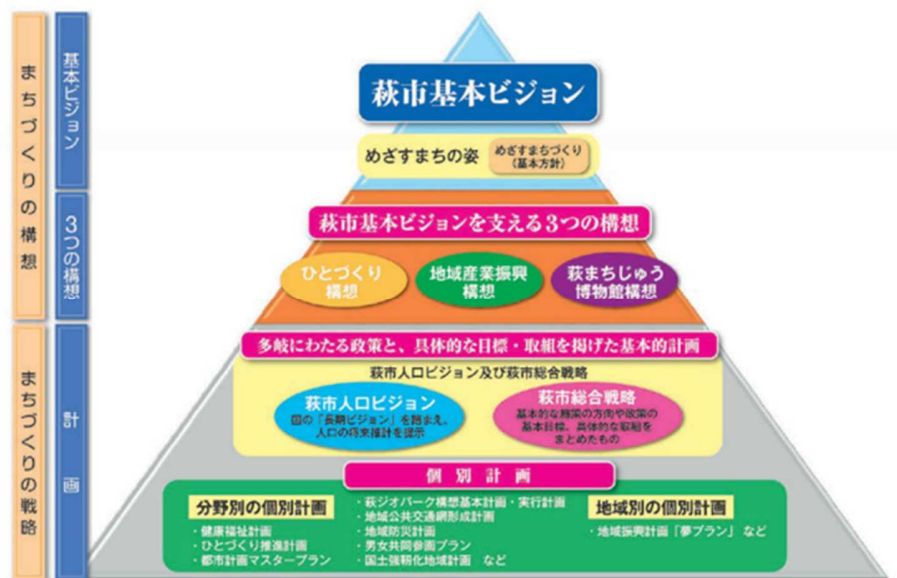 まちづくりの構想
基本ビジョン
萩市基本ビジョン
めざすまちの姿
めざすまちづくり
(基本方針)
3つの構想
萩市基本ビジョンを支える3つの構想
ひとづくり
構想
地域産業振興
構想
萩まちじゅう
博物館構想
まちづくりの戦略
計画
多岐にわたる政策と、具体的な目標・取組を掲げた基本的計画
萩市人口ビジョン及び萩市総合戦略
萩市人口ビジョン
国の「長期ビジョン」を踏まえ、
人口の将来推計を提示
萩市総合戦略
基本的な施策の方向や政策の
基本目標、具体的な取組を
まとめたもの
個別計画
分野別の個別計画
・健康福祉計画
・ひとづくり推進計画
・都市計画マスタープラン
・萩ジオパーク構想基本計画・実行計画
・地域公共交通網形成計画
・地域防災計画
・男女共同参画プラン
・国土強靭化地域計画 など
地域別の個別計画
・地域振興計画「夢プラン」 など